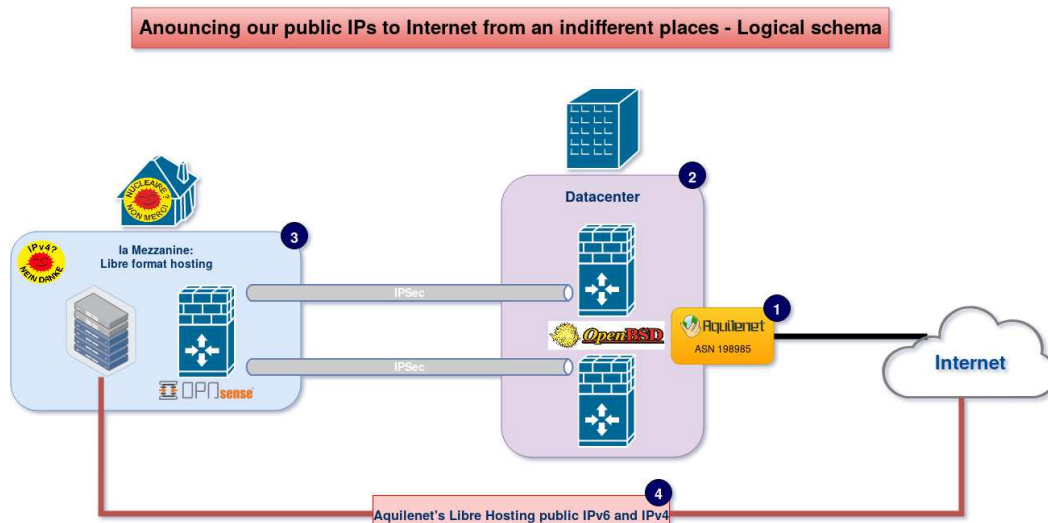 Anouncing our public IPs to Internet from an indifferent places - Logical schema
2
Datacenter
NUCLEAIRE ?
NON MERCI
3
IPv4?
NEIN DANKE
la Mezzanine:
Libre format hosting
IPSec
1
Aquilenet
ASN 198985
OpenBSD
Internet
IPSec
OPNsense
4
Aquilenet's Libre Hosting public IPv6 and IPv4